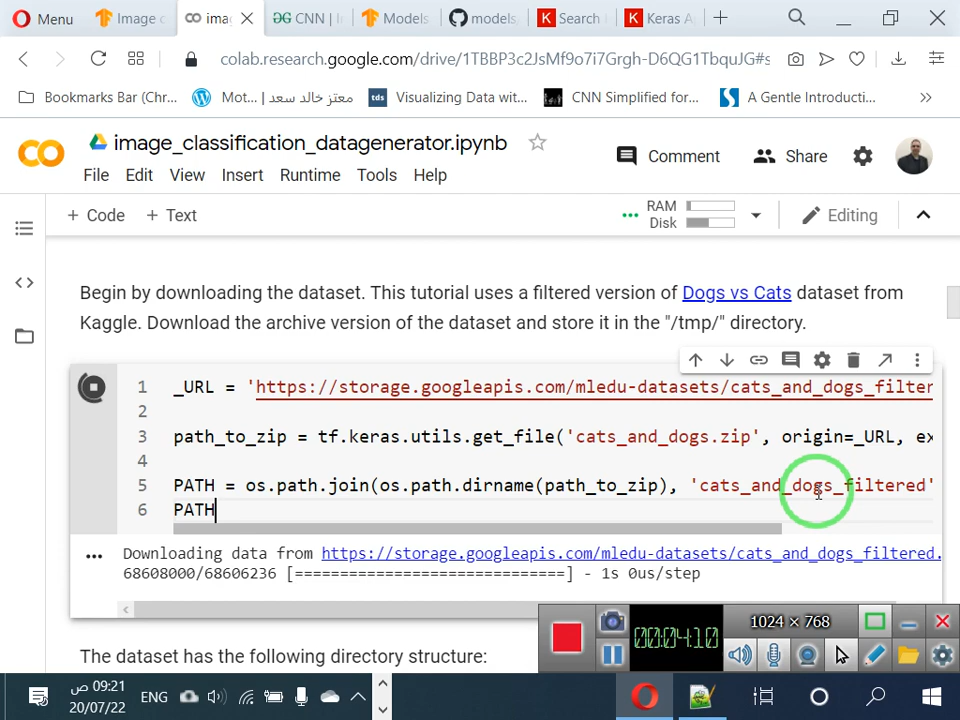 Menu
Image c
ima
CNN | I
Models
models
Search
Keras A
colab.research.google.com/drive/1TBBP3c2JsMf9o7i7Grgh-D6QG1TbquJG#s
Bookmarks Bar (Chr...
معتز خالد سعد | Mot...
tds
Visualizing Data wit...
CNN Simplified for...
A Gentle Introducti...
image_classification_datagenerator.ipynb
File Edit View Insert Runtime Tools Help
Comment
Share
+ Code + Text
RAM
Disk
Editing
Begin by downloading the dataset. This tutorial uses a filtered version of Dogs vs Cats dataset from
Kaggle. Download the archive version of the dataset and store it in the "/tmp/" directory.
1 _URL = 'https://storage.googleapis.com/mledu-datasets/cats_and_dogs_filter
2
3 path_to_zip = tf.keras.utils.get_file('cats_and_dogs.zip', origin=_URL, ex
4
5 PATH = os.path.join(os.path.dirname(path_to_zip), 'cats_and_dogs_filtered'
6 PATH
Downloading data from https://storage.googleapis.com/mledu-datasets/cats_and_dogs_filtered.
68608000/68606236 [==============================] - 1s 0us/step
The dataset has the following directory structure:
00:04:10
1024 × 768
09:21 ص
20/07/22
ENG